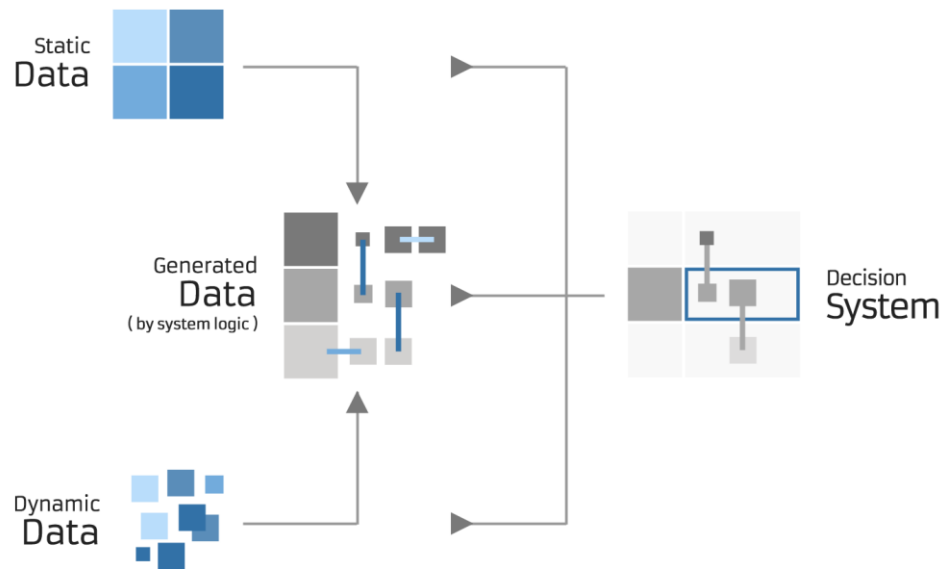 Static
Data
Generated
Data
( by system logic )
Decision
System
Dynamic
Data